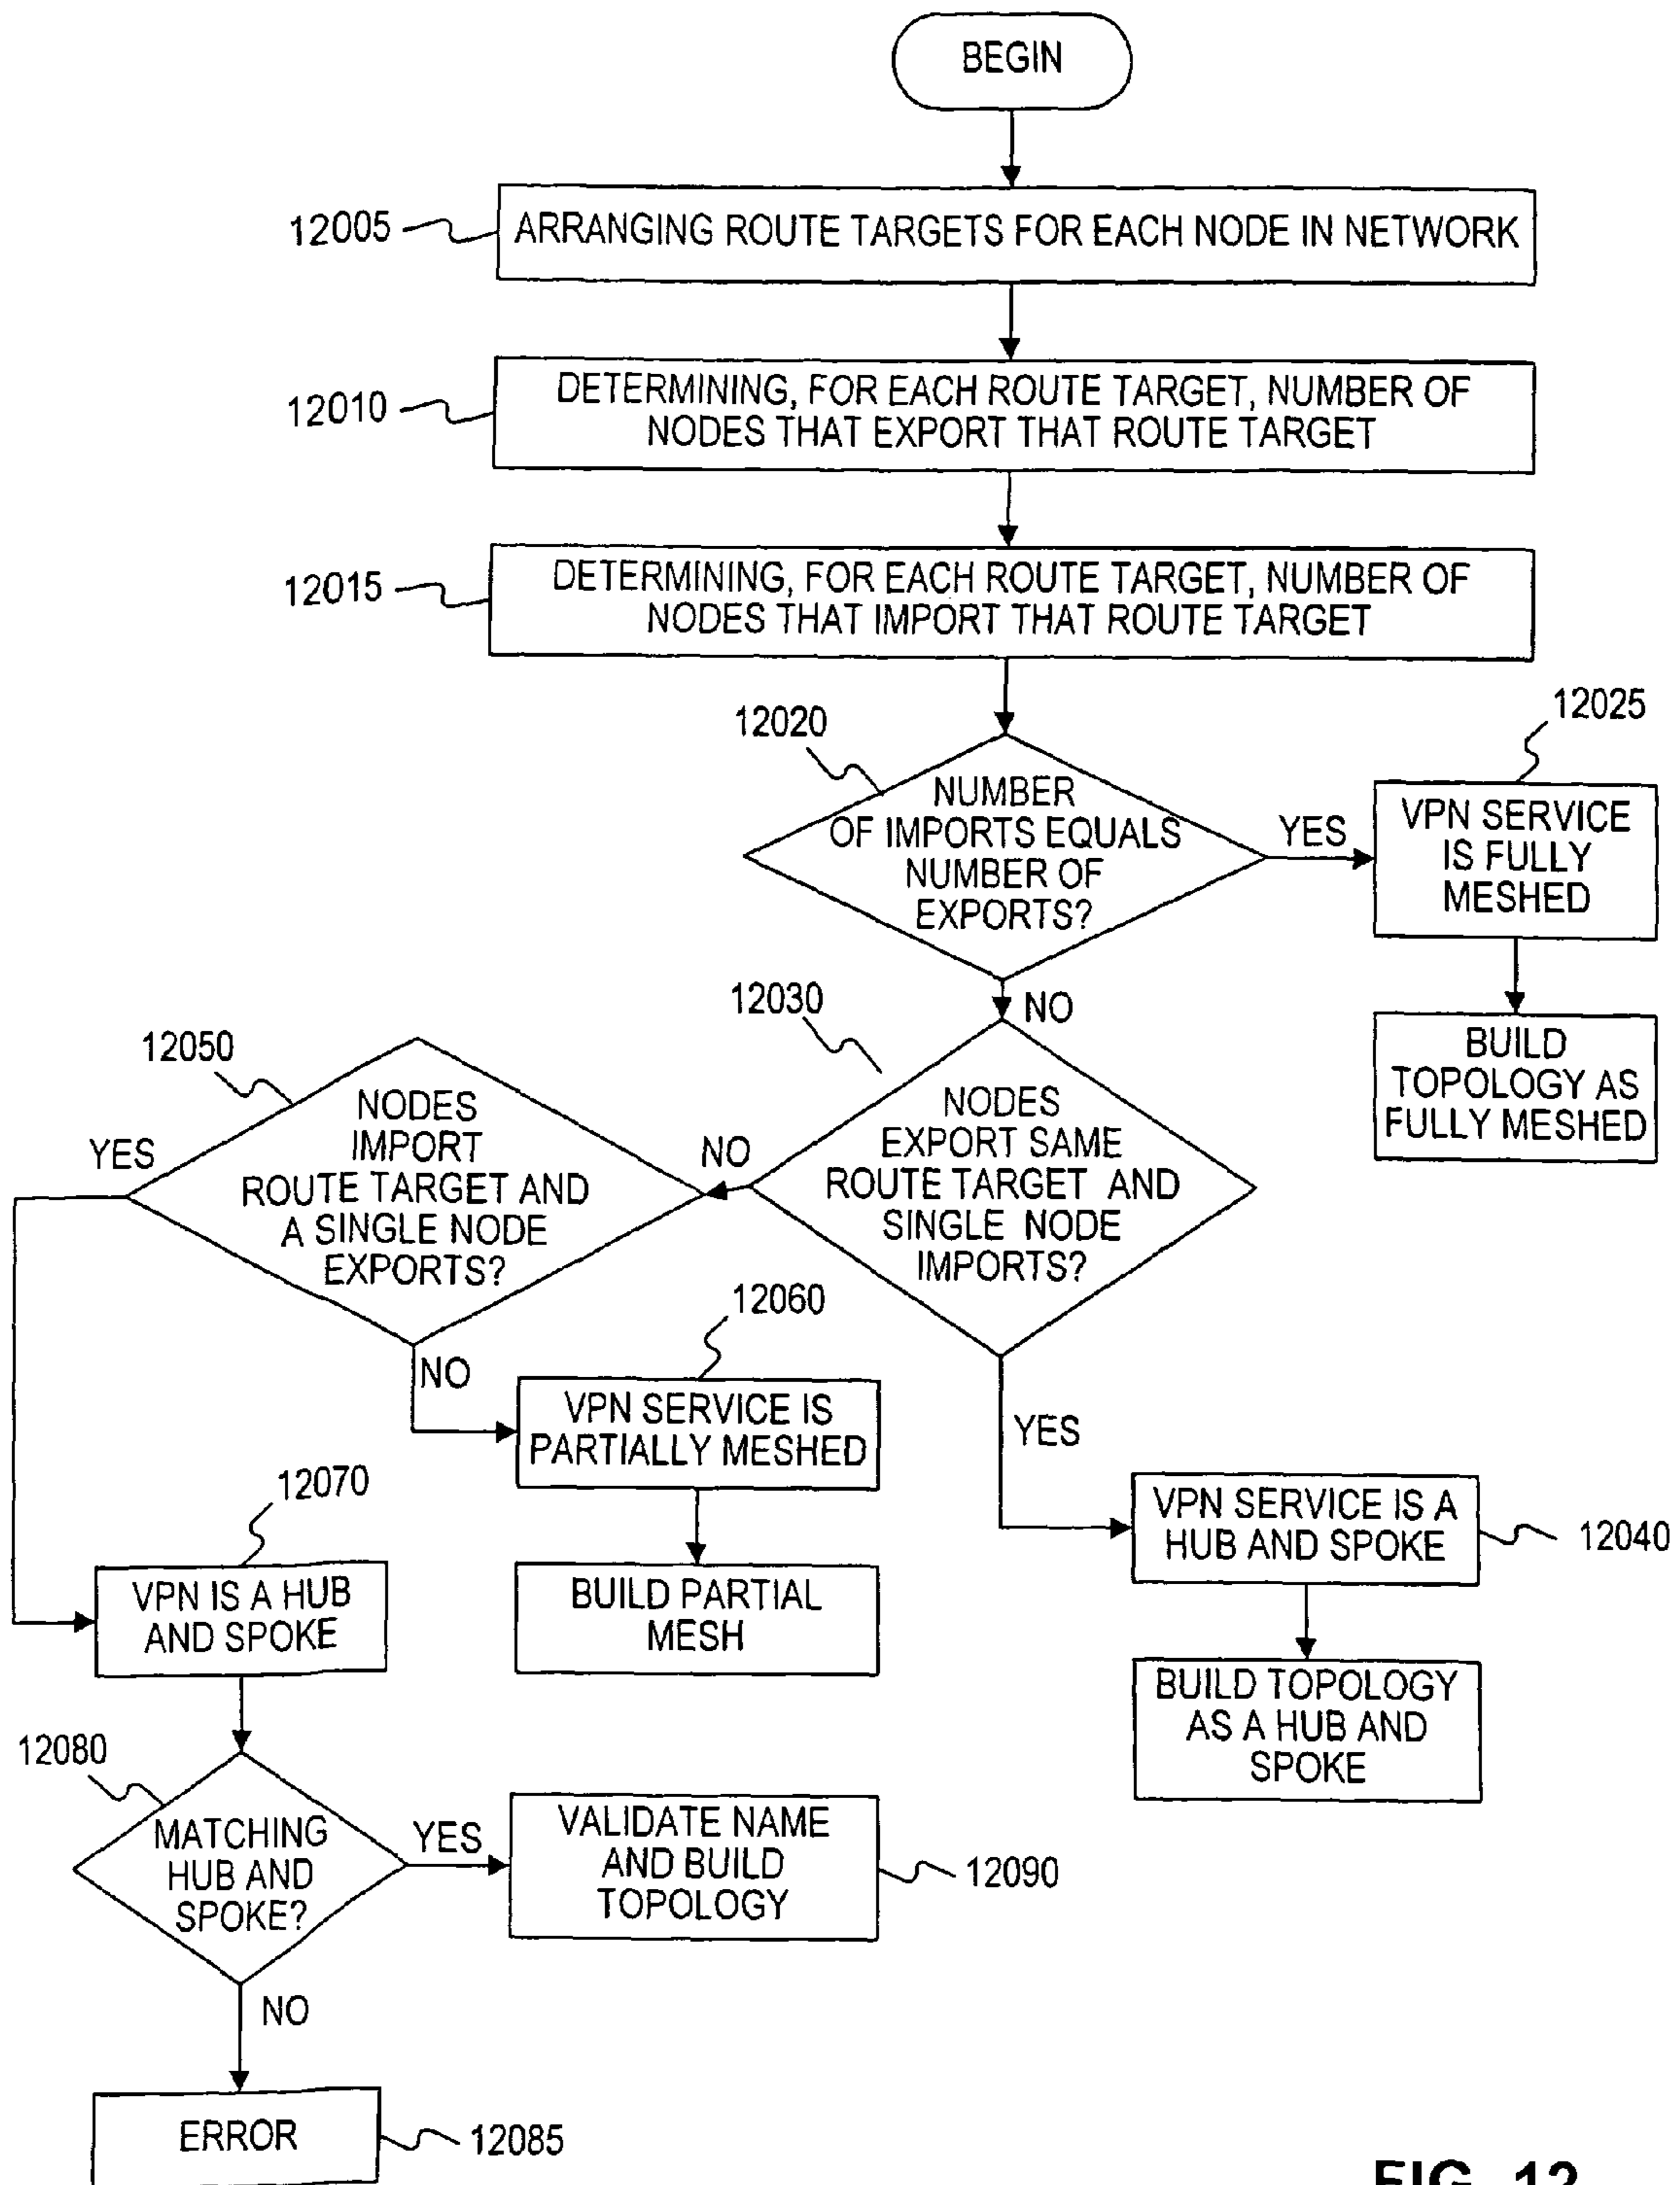 BEGIN
12005
ARRANGING ROUTE TARGETS FOR EACH NODE IN NETWORK
12010
DETERMINING, FOR EACH ROUTE TARGET, NUMBER OF
NODES THAT EXPORT THAT ROUTE TARGET
12015
DETERMINING, FOR EACH ROUTE TARGET, NUMBER OF
NODES THAT IMPORT THAT ROUTE TARGET
12020
NUMBER
OF IMPORTS EQUALS
NUMBER OF
EXPORTS?
YES
12025
VPN SERVICE
IS FULLY
MESHED
BUILD
TOPOLOGY AS
FULLY MESHED
NO
12030
NODES
EXPORT SAME
ROUTE TARGET AND
SINGLE NODE
IMPORTS?
NO
12050
NODES
IMPORT
ROUTE TARGET AND
A SINGLE NODE
EXPORTS?
YES
NO
12060
VPN SERVICE IS
PARTIALLY MESHED
BUILD PARTIAL
MESH
YES
VPN SERVICE IS A
HUB AND SPOKE
12040
BUILD TOPOLOGY
AS A HUB AND
SPOKE
12070
VPN IS A HUB
AND SPOKE
12080
MATCHING
HUB AND
SPOKE?
YES
VALIDATE NAME
AND BUILD
TOPOLOGY
12090
NO
ERROR
12085
FIG. 12